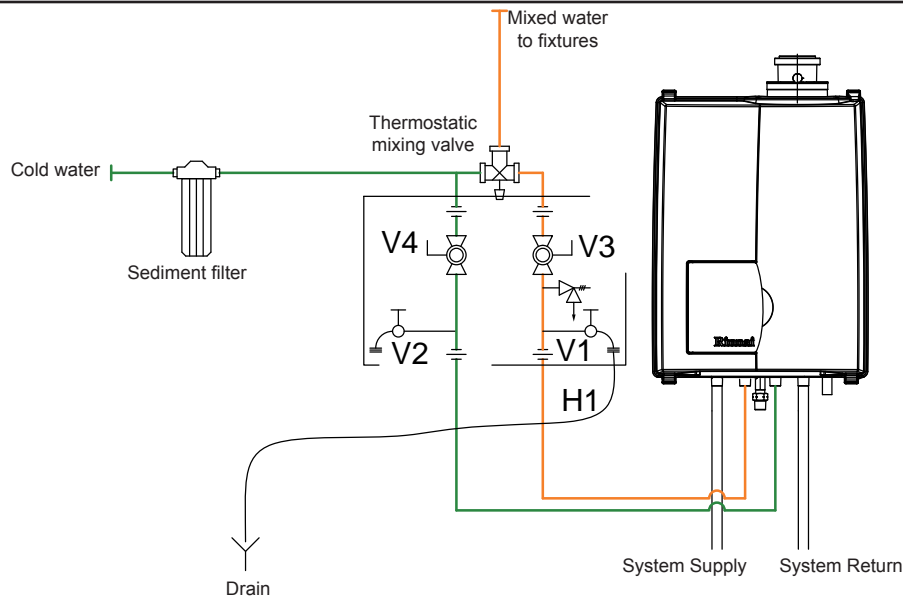 Mixed water
to fixtures
Thermostatic
mixing valve
Cold water
Sediment filter
V4
V3
V2
V1
H1
Rinnai
System Supply
System Return
Drain